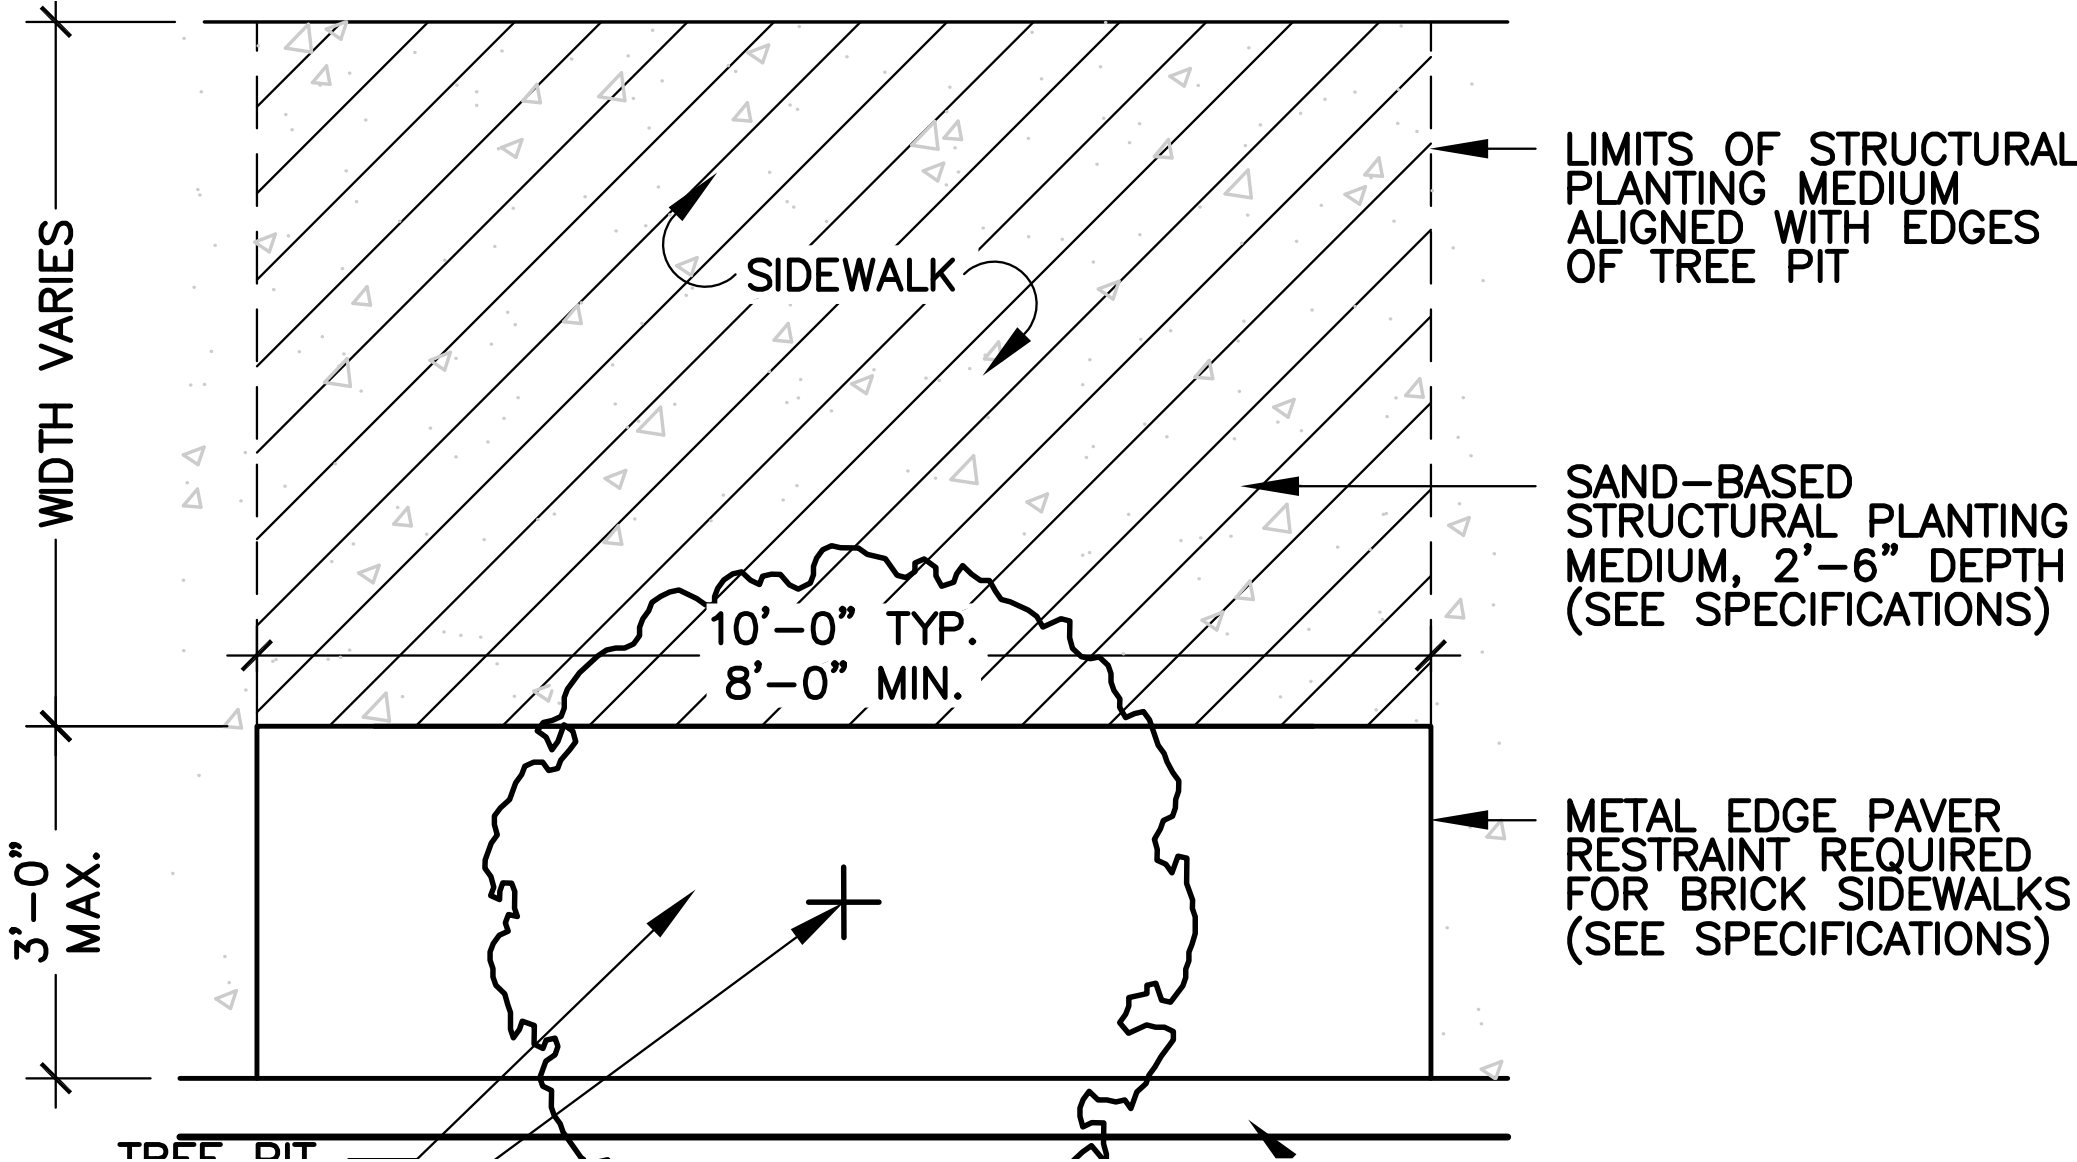 WIDTH VARIES
3'-0"
MAX.
SIDEWALK
10'-0" TYP.
8'-0" MIN.
LIMITS OF STRUCTURAL
PLANTING MEDIUM
ALIGNED WITH EDGES
OF TREE PIT
SAND-BASED
STRUCTURAL PLANTING
MEDIUM, 2'-6" DEPTH
(SEE SPECIFICATIONS)
METAL EDGE PAVER
RESTRAINT REQUIRED
FOR BRICK SIDEWALKS
(SEE SPECIFICATIONS)
TREE PIT